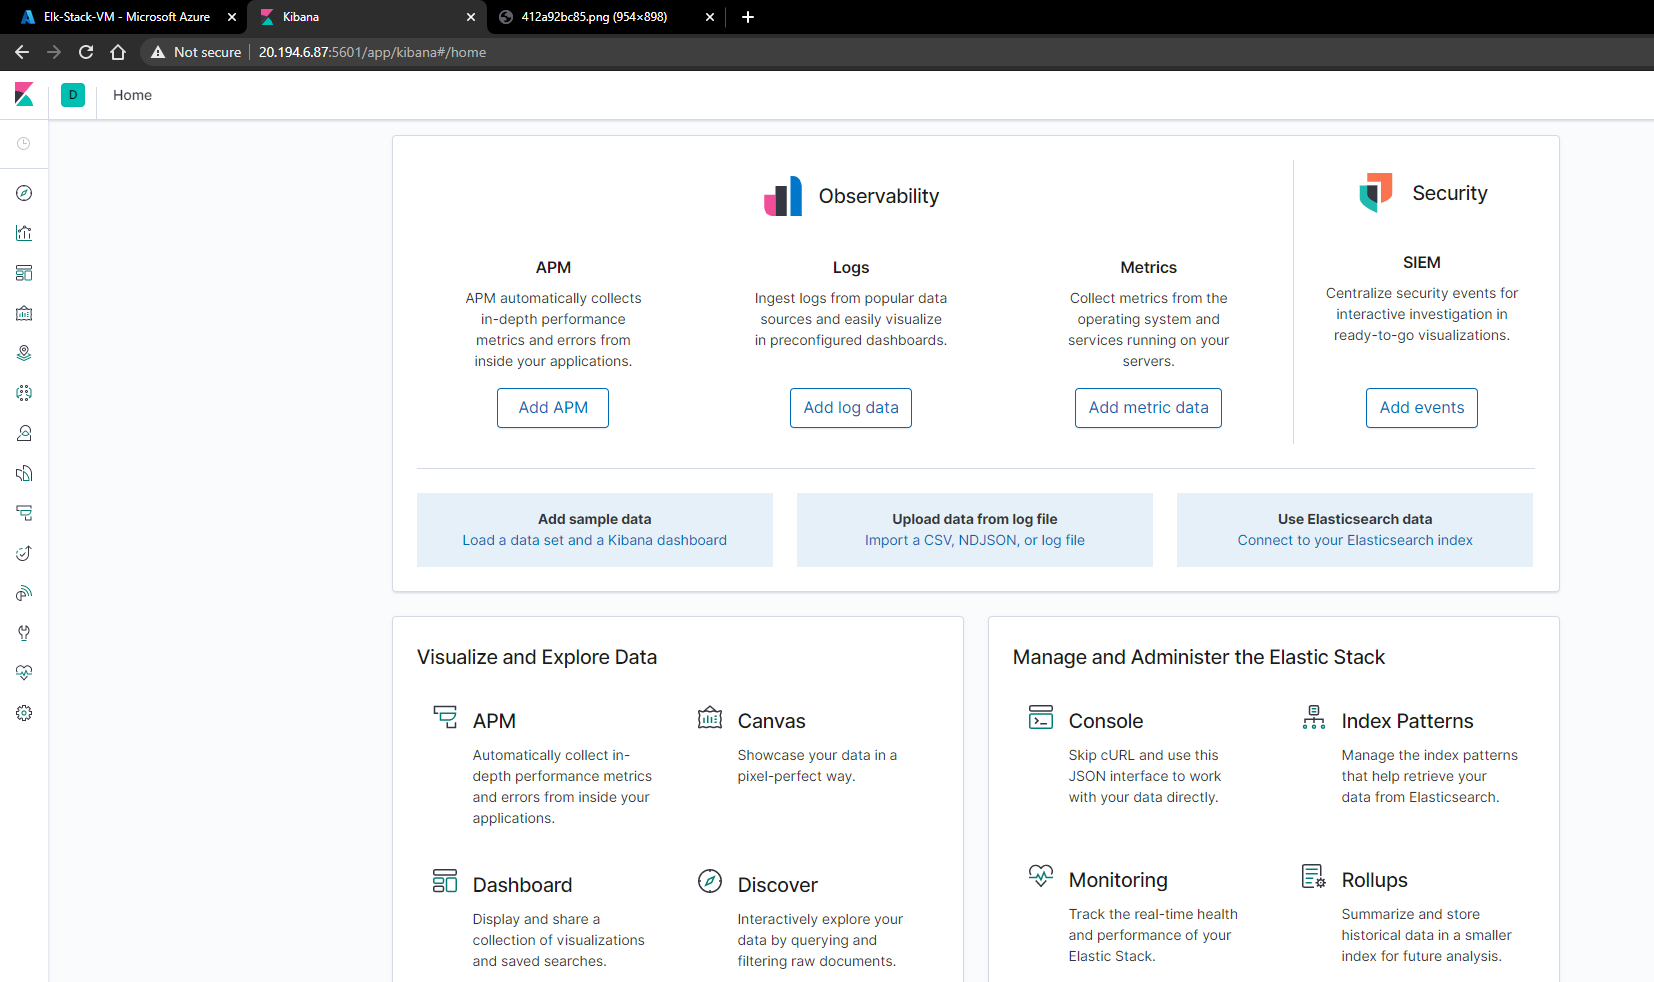 Elk-Stack-VM - Microsoft Azure
Kibana
412a92bc85.png (954×898)
Not secure
20.194.6.87:5601/app/kibana#/home
D
Home
Observability
Security
APM
APM automatically collects
in-depth performance
metrics and errors from
inside your applications.
Add APM
Logs
Ingest logs from popular data
sources and easily visualize
in preconfigured dashboards.
Add log data
Metrics
Collect metrics from the
operating system and
services running on your
servers.
Add metric data
SIEM
Centralize security events for
interactive investigation in
ready-to-go visualizations.
Add events
Add sample data
Load a data set and a Kibana dashboard
Upload data from log file
Import a CSV, NDJSON, or log file
Use Elasticsearch data
Connect to your Elasticsearch index
Visualize and Explore Data
APM
Automatically collect in-
depth performance metrics
and errors from inside your
applications.
Canvas
Showcase your data in a
pixel-perfect way.
Dashboard
Display and share a
collection of visualizations
and saved searches.
Discover
Interactively explore your
data by querying and
filtering raw documents.
Manage and Administer the Elastic Stack
Console
Skip cURL and use this
JSON interface to work
with your data directly.
Index Patterns
Manage the index patterns
that help retrieve your
data from Elasticsearch.
Monitoring
Track the real-time health
and performance of your
Elastic Stack.
Rollups
Summarize and store
historical data in a smaller
index for future analysis.